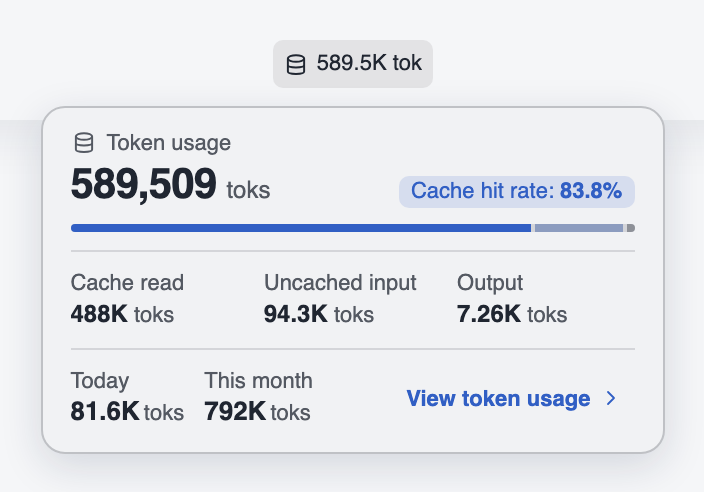 589.5K tok
Token usage
589,509 toks
Cache hit rate: 83.8%
Cache read
488K toks
Uncached input
94.3K toks
Output
7.26K toks
Today
81.6K toks
This month
792K toks
View token usage